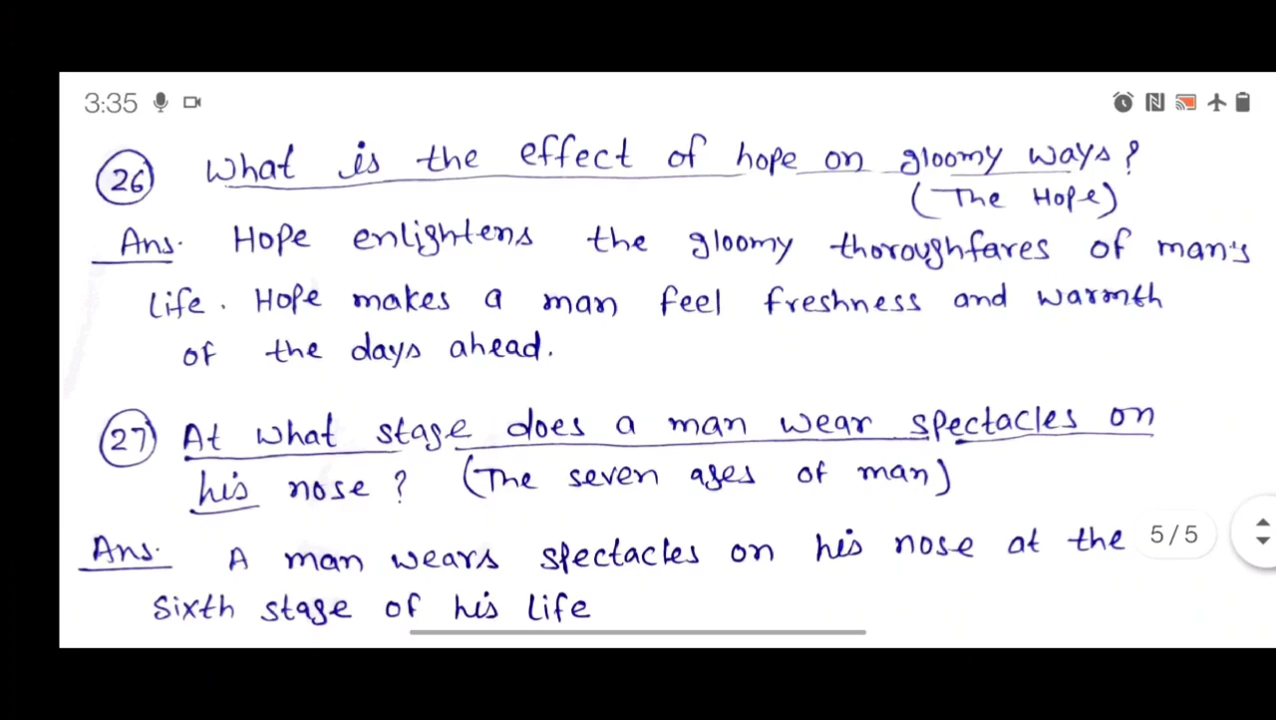 3:35
26 What is the effect of hope on gloomy ways?
(The Hope)
Ans. Hope enlightens the gloomy thoroughfares of man's
life. Hope makes a man feel freshness and warmth
of the days ahead.
27 At what stage does a man wear spectacles on
his nose? (The seven ages of man)
Ans. A man wears spectacles on his nose at the
5/5
Sixth stage of his life